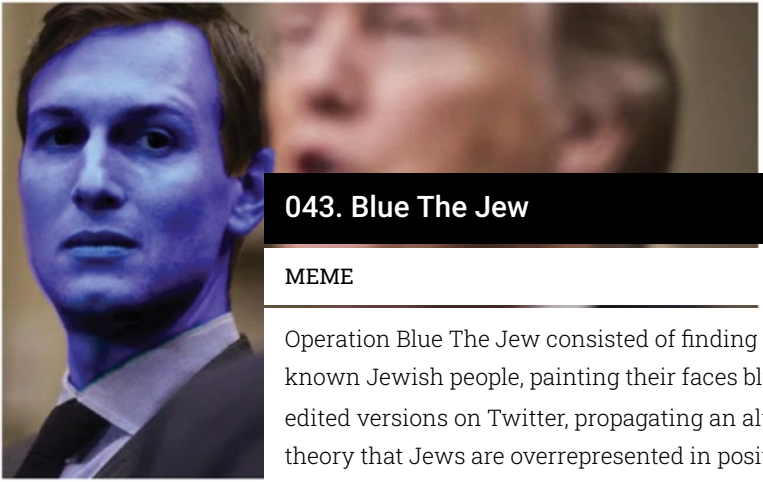 043. Blue The Jew
MEME
Operation Blue The Jew consisted of finding
known Jewish people, painting their faces
edited versions on Twitter, propagating an
theory that Jews are overrepresented in